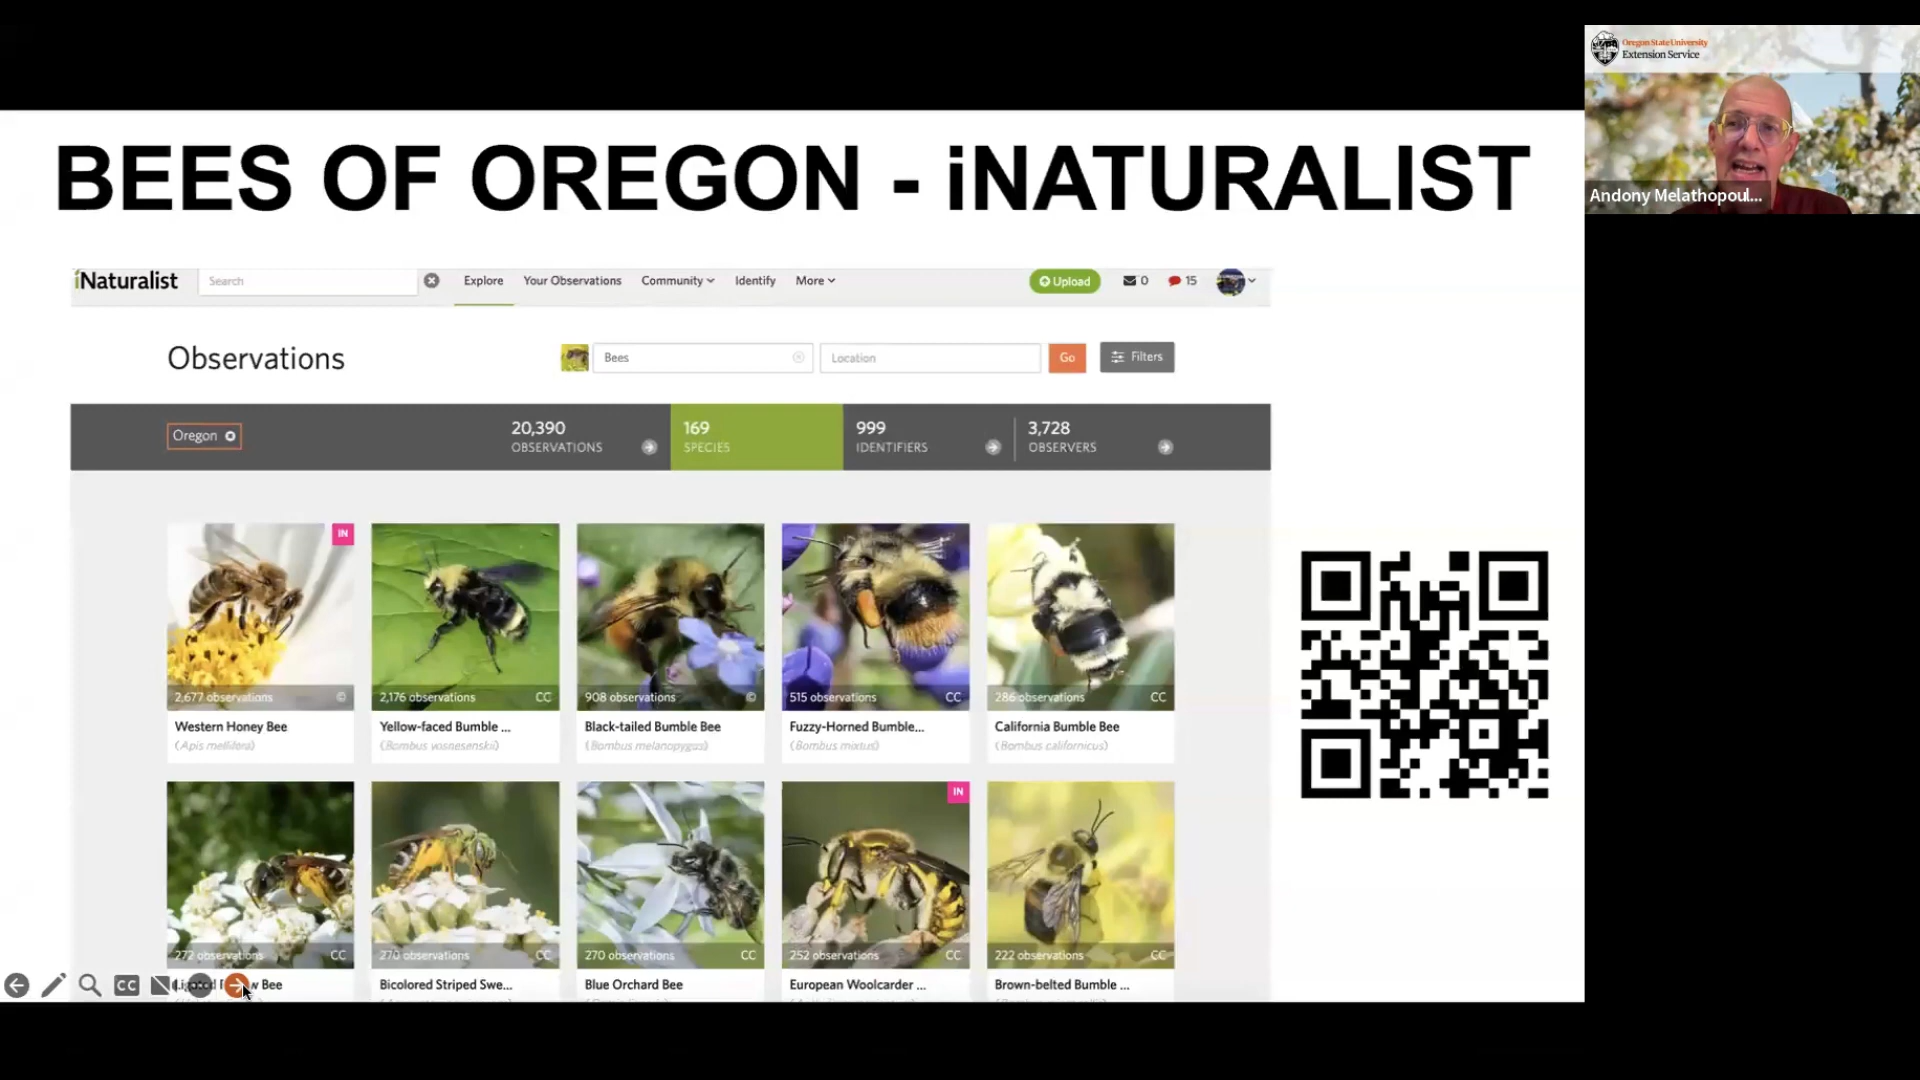 Oregon State University
Extension Service
Andony Melathopoul...
BEES OF OREGON - iNATURALIST
iNaturalist
Search
Explore
Your Observations
Community
Identify
More
Upload
0
15
Observations
Bees
Location
Go
Filters
Oregon
20,390
OBSERVATIONS
169
SPECIES
999
IDENTIFIERS
3,728
OBSERVERS
IN
2,677 observations ©
2,176 observations CC
908 observations ©
515 observations CC
286 observations CC
Western Honey Bee
(Apis mellifera)
Yellow-faced Bumble ...
(Bombus vosnesenskii)
Black-tailed Bumble Bee
(Bombus melanopygus)
Fuzzy-Horned Bumble...
(Bombus mixtus)
California Bumble Bee
(Bombus californicus)
IN
272 observations CC
270 observations CC
270 observations CC
252 observations CC
222 observations CC
CC
Bee
Bicolored Striped Swe...
Blue Orchard Bee
European Woolcarder ...
Brown-belted Bumble ...